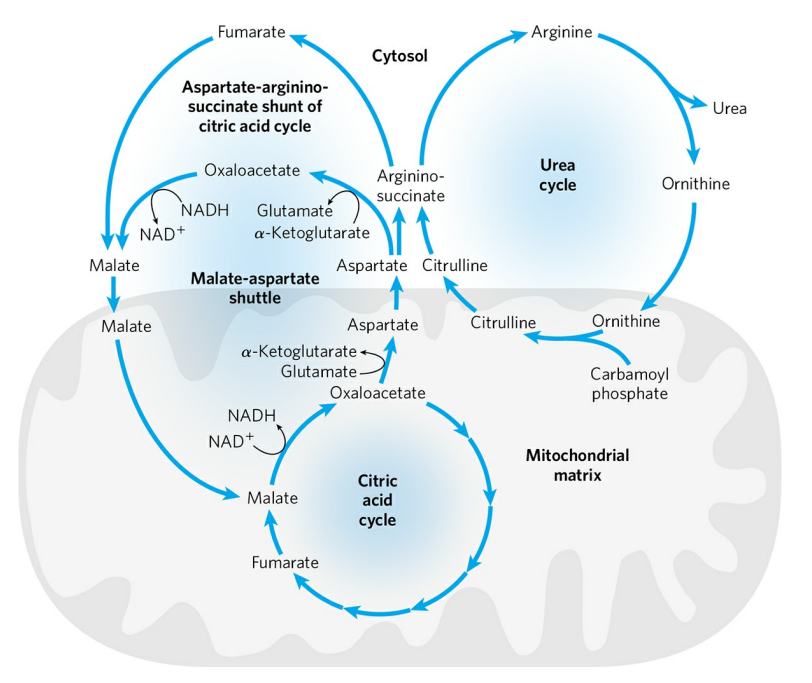 Fumarate
Cytosol
Arginine
Aspartate-arginino-
succinate shunt of
citric acid cycle
Urea
Oxaloacetate
Arginino-
succinate
Urea
cycle
Ornithine
NADH
NAD⁺
Glutamate
α-Ketoglutarate
Malate
Aspartate
Citrulline
Malate-aspartate
shuttle
Malate
Aspartate
Citrulline
Ornithine
α-Ketoglutarate
Glutamate
Carbamoyl
phosphate
Oxaloacetate
NADH
NAD⁺
Mitochondrial
matrix
Citric
acid
cycle
Malate
Fumarate